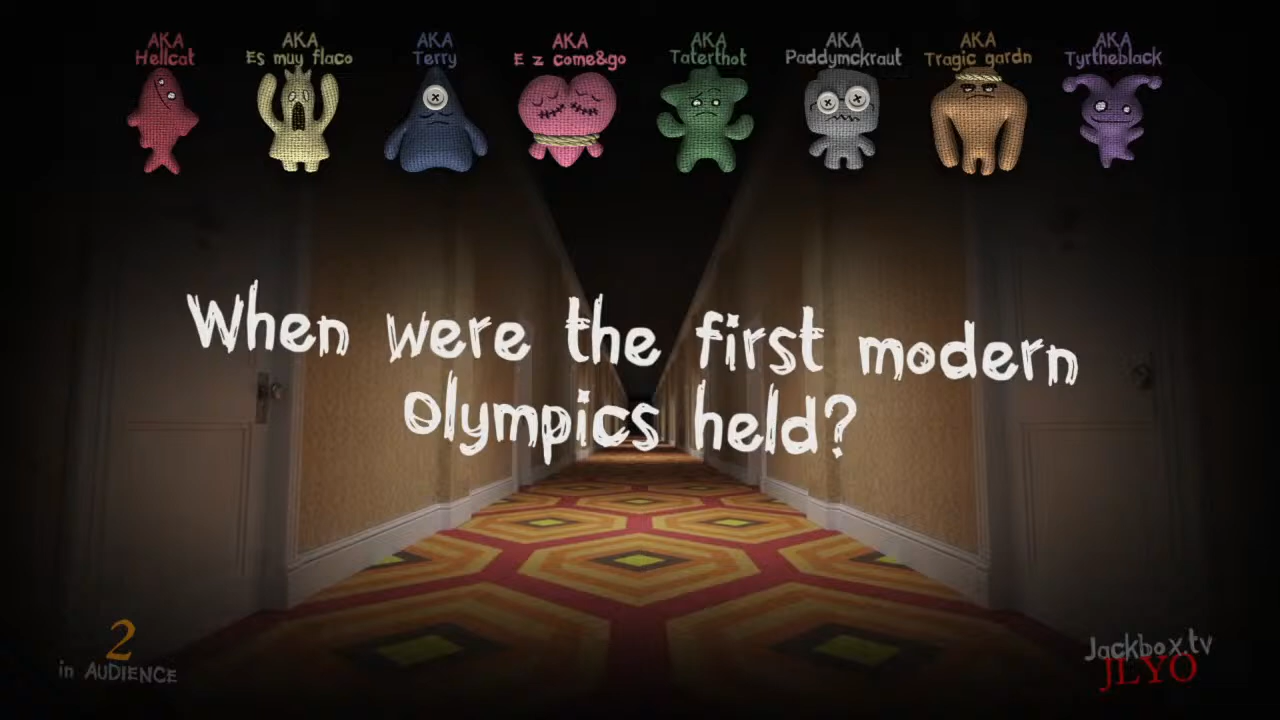 AKA
Hellcat
AKA
Es muy flaco
AKA
Terry
AKA
E z come&go
AKA
Taterthot
AKA
Paddymckraut
AKA
Tragic gardn
AKA
Tyrtheblack
When were the first modern
olympics held?
2
in AUDIENCE
Jackbox.tv
JLYO